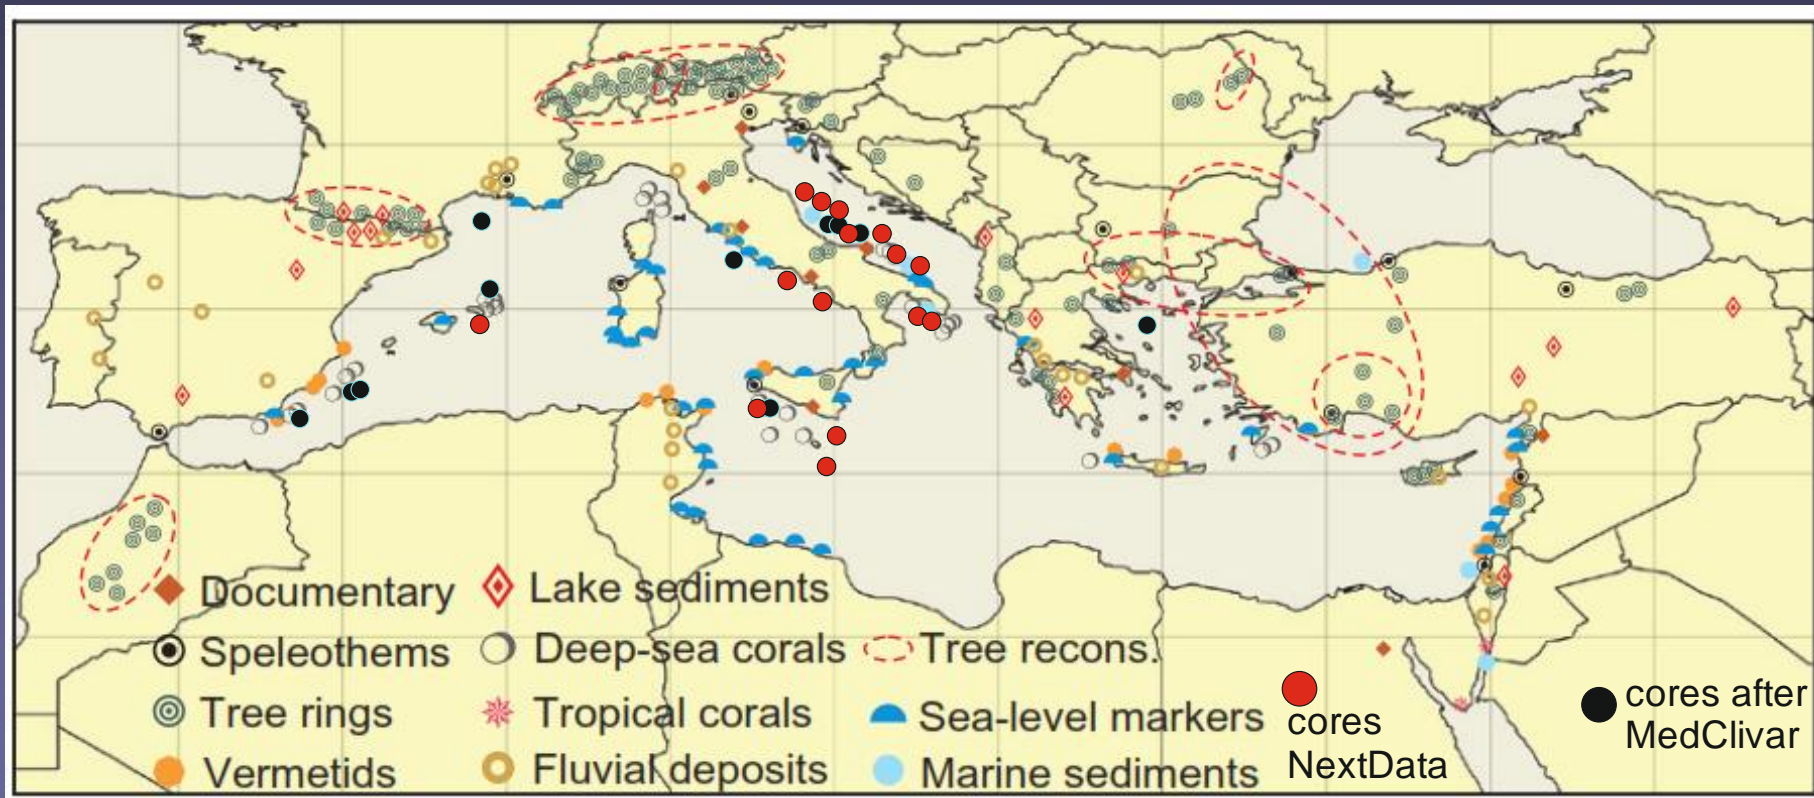 Documentary
Lake sediments
Speleothems
Deep-sea corals
Tree recons.
Tree rings
Tropical corals
Sea-level markers
Vermetids
Fluvial deposits
Marine sediments
cores
NextData
cores after
MedClivar